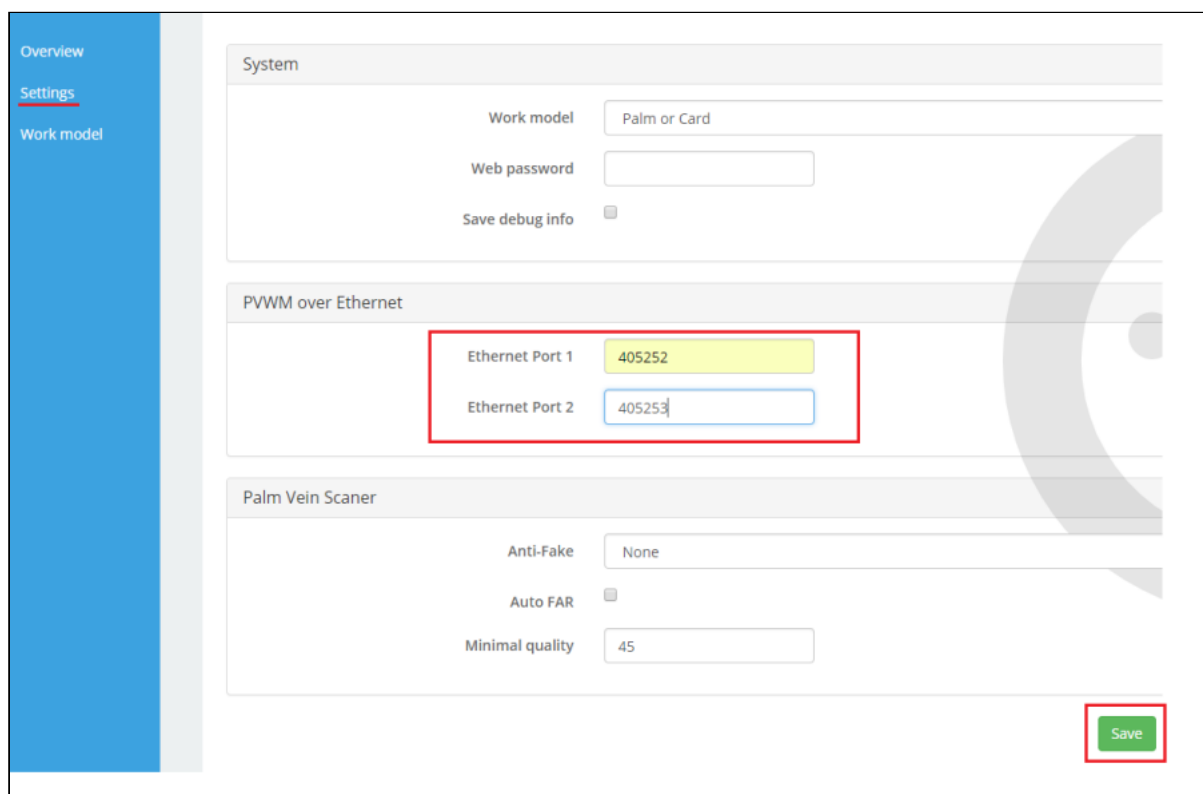 Overview
Settings
Work model
System
Work model Palm or Card
Web password
Save debug info
PVWM over Ethernet
Ethernet Port 1 405252
Ethernet Port 2 405253
Palm Vein Scaner
Anti-Fake None
Auto FAR
Minimal quality 45
Save